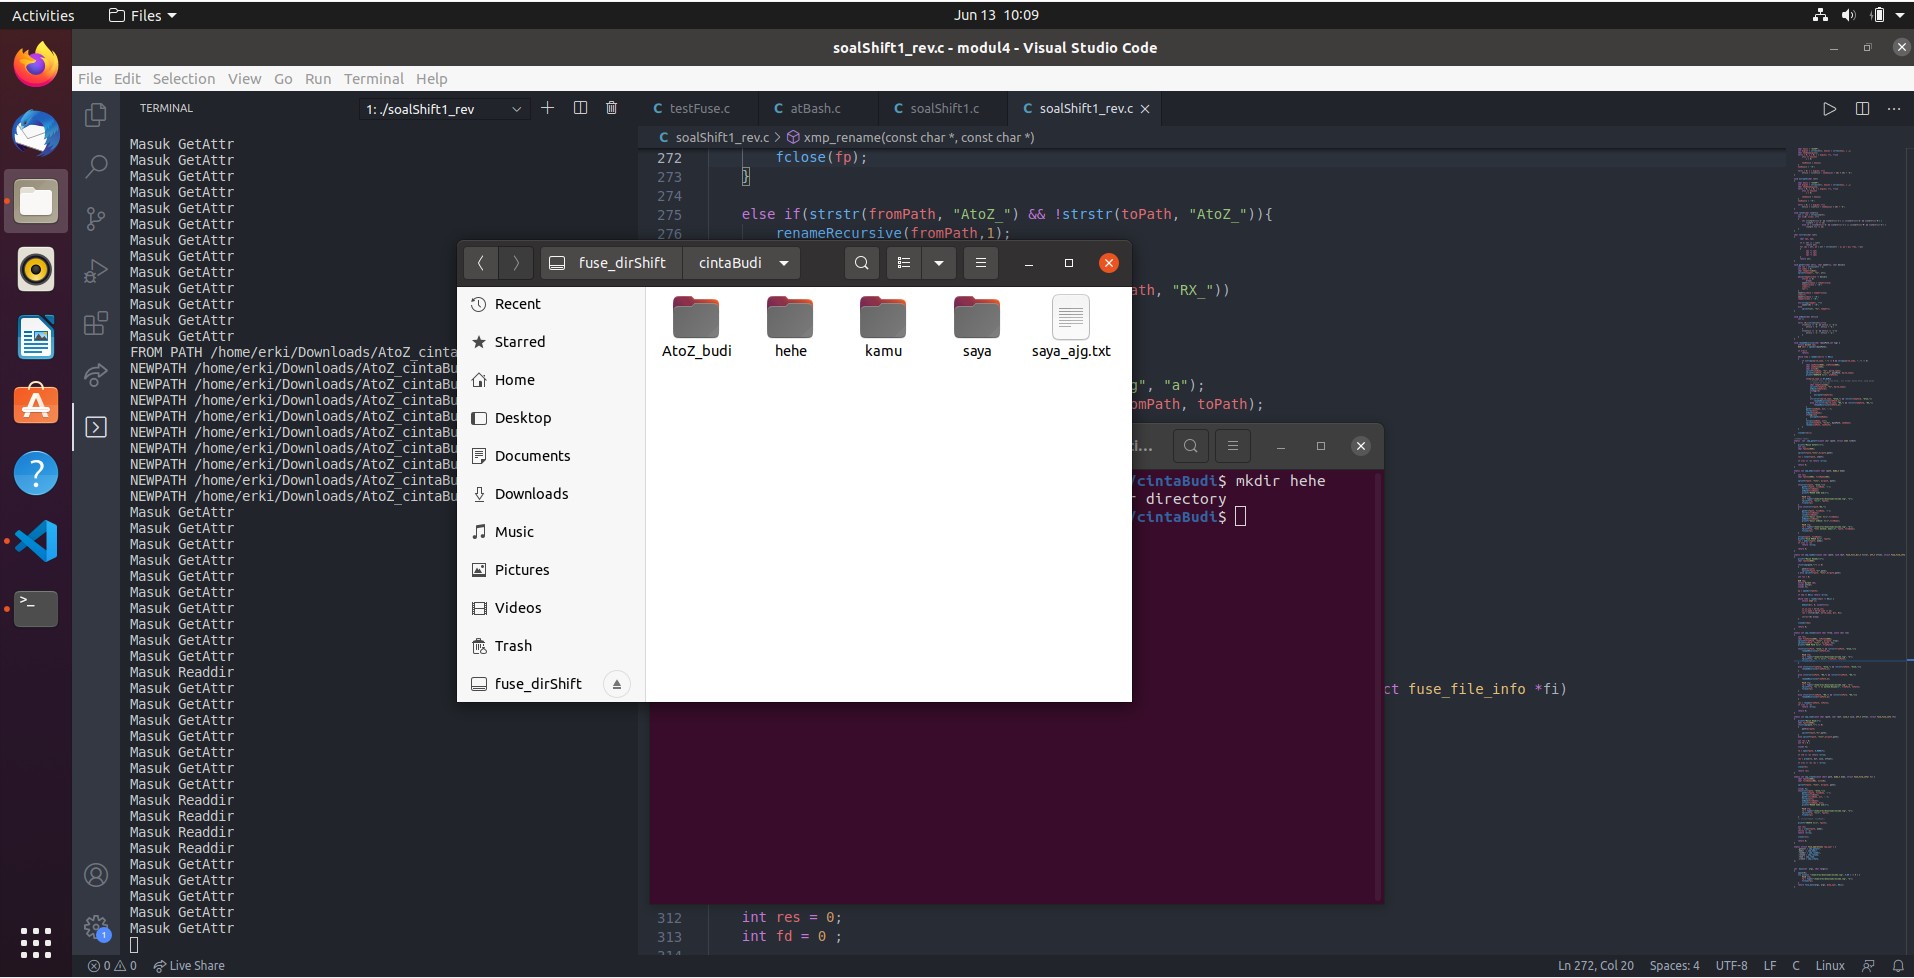 Activities
Files
Jun 13 10:09
soalShift1_rev.c - modul4 - Visual Studio Code
File Edit Selection View Go Run Terminal Help
TERMINAL
1: ./soalShift1_rev
Masuk GetAttr
Masuk GetAttr
Masuk GetAttr
Masuk GetAttr
Masuk GetAttr
Masuk GetAttr
Masuk GetAttr
Masuk GetAttr
Masuk GetAttr
Masuk GetAttr
Masuk GetAttr
Masuk GetAttr
Masuk GetAttr
FROM PATH /home/erki/Downloads/AtoZ_cinta
NEWPATH /home/erki/Downloads/AtoZ_cintaBu
NEWPATH /home/erki/Downloads/AtoZ_cintaBu
NEWPATH /home/erki/Downloads/AtoZ_cintaBu
NEWPATH /home/erki/Downloads/AtoZ_cintaBu
NEWPATH /home/erki/Downloads/AtoZ_cintaBu
NEWPATH /home/erki/Downloads/AtoZ_cintaBu
NEWPATH /home/erki/Downloads/AtoZ_cintaBu
NEWPATH /home/erki/Downloads/AtoZ_cintaBu
NEWPATH /home/erki/Downloads/AtoZ_cintaBu
Masuk GetAttr
Masuk GetAttr
Masuk GetAttr
Masuk GetAttr
Masuk GetAttr
Masuk GetAttr
Masuk GetAttr
Masuk GetAttr
Masuk GetAttr
Masuk GetAttr
Masuk Readdir
Masuk GetAttr
Masuk GetAttr
Masuk GetAttr
Masuk GetAttr
Masuk GetAttr
Masuk GetAttr
Masuk GetAttr
Masuk Readdir
Masuk Readdir
Masuk Readdir
Masuk Readdir
Masuk GetAttr
Masuk GetAttr
Masuk GetAttr
Masuk GetAttr
Masuk GetAttr
testFuse.c
atBash.c
soalShift1.c
soalShift1_rev.c
soalShift1_rev.c > xmp_rename(const char *, const char *)
272 fclose(fp);
273 }
274
275 else if(strstr(fromPath, "AtoZ_") && !strstr(toPath, "AtoZ_")){
276 renameRecursive(fromPath,1);
ath, "RX_"))
g", "a");
omPath, toPath);
ct fuse_file_info *fi)
312 int res = 0;
313 int fd = 0 ;
fuse_dirShift
cintaBudi
Recent
Starred
Home
Desktop
Documents
Downloads
Music
Pictures
Videos
Trash
fuse_dirShift
AtoZ_budi
hehe
kamu
saya
saya_ajg.txt
i...
/cintaBudi$ mkdir hehe
r directory
/cintaBudi$
1
0 0
Live Share
Ln 272, Col 20
Spaces: 4
UTF-8
LF
C
Linux